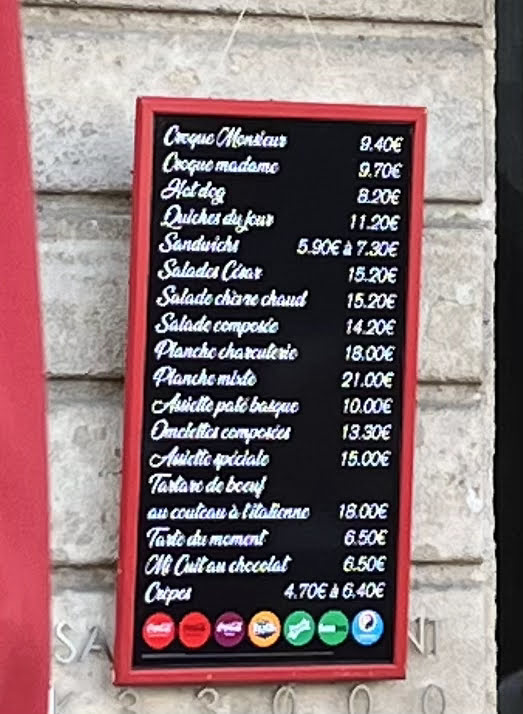 Croque Monsieur 9.40€
Croque madame 9.70€
Hot dog 8.20€
Quiches du jour 11.20€
Sandwichs 5.90€ à 7.30€
Salades César 15.20€
Salade chèvre chaud 15.20€
Salade composée 14.20€
Planche charcuterie 18.00€
Planche mixte 21.00€
Assiette paté basque 10.00€
Omelettes composées 13.30€
Assiette spéciale 15.00€
Tartare de boeuf
au couteau à l'italienne 18.00€
Tarte du moment 6.50€
Mi Cuit au chocolat 6.50€
Crêpes 4.70€ à 6.40€
SA NT
33000